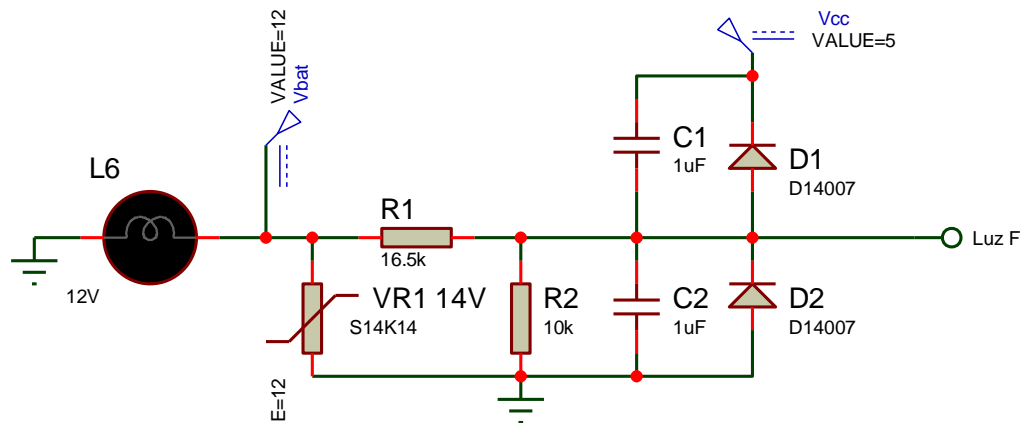 VALUE=12
Vbat
Vcc
VALUE=5
L6
12V
R1
16.5k
VR1 14V
S14K14
E=12
R2
10k
C1
1uF
D1
D14007
C2
1uF
D2
D14007
Luz F